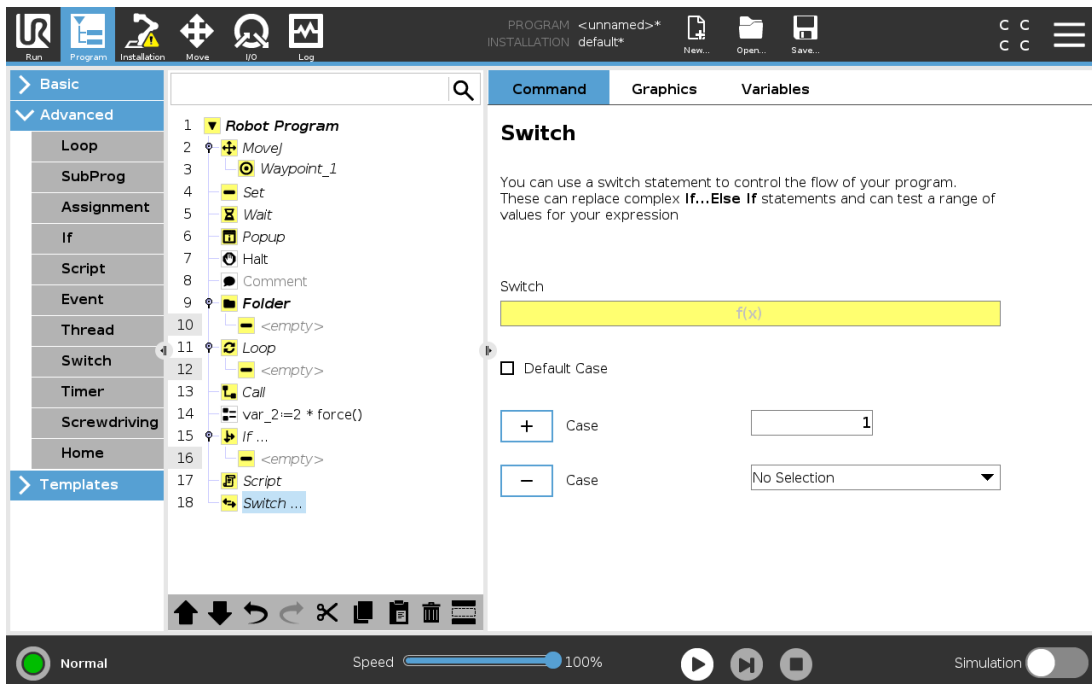 PROGRAM <unnamed>*
INSTALLATION default*
Run
Program
Installation
Move
I/O
Log
New...
Open...
Save...
C C
C C
Basic
Advanced
Loop
SubProg
Assignment
If
Script
Event
Thread
Switch
Timer
Screwdriving
Home
Templates
1 Robot Program
2 MoveJ
3 Waypoint_1
4 Set
5 Wait
6 Popup
7 Halt
8 Comment
9 Folder
10 <empty>
11 Loop
12 <empty>
13 Call
14 var_2:=2 * force()
15 If ...
16 <empty>
17 Script
18 Switch ...
Command Graphics Variables
Switch
You can use a switch statement to control the flow of your program.
These can replace complex If...Else If statements and can test a range of
values for your expression
Switch
f(x)
Default Case
+ Case 1
− Case No Selection
Normal
Speed 100%
Simulation